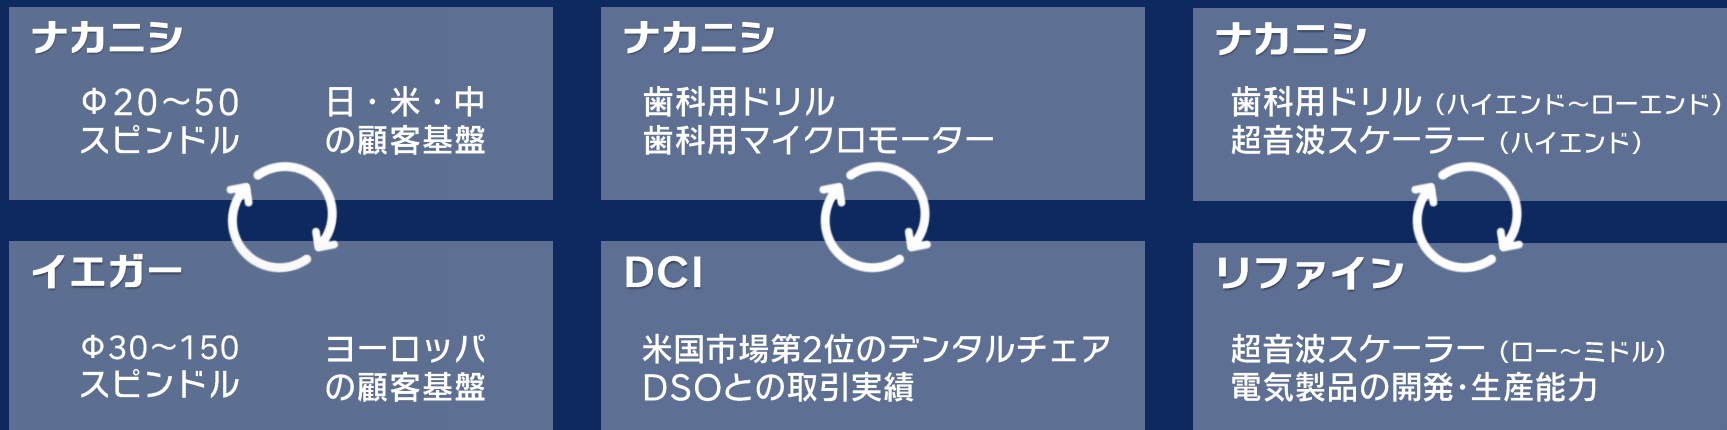 ナカニシ
Φ20～50 日・米・中
スピンドル の顧客基盤
イエガー
Φ30～150 ヨーロッパ
スピンドル の顧客基盤
ナカニシ
歯科用ドリル
歯科用マイクロモーター
DCI
米国市場第2位のデンタルチェア
DSOとの取引実績
ナカニシ
歯科用ドリル（ハイエンド～ローエンド）
超音波スケーラー（ハイエンド）
リファイン
超音波スケーラー（ロー～ミドル）
電気製品の開発・生産能力